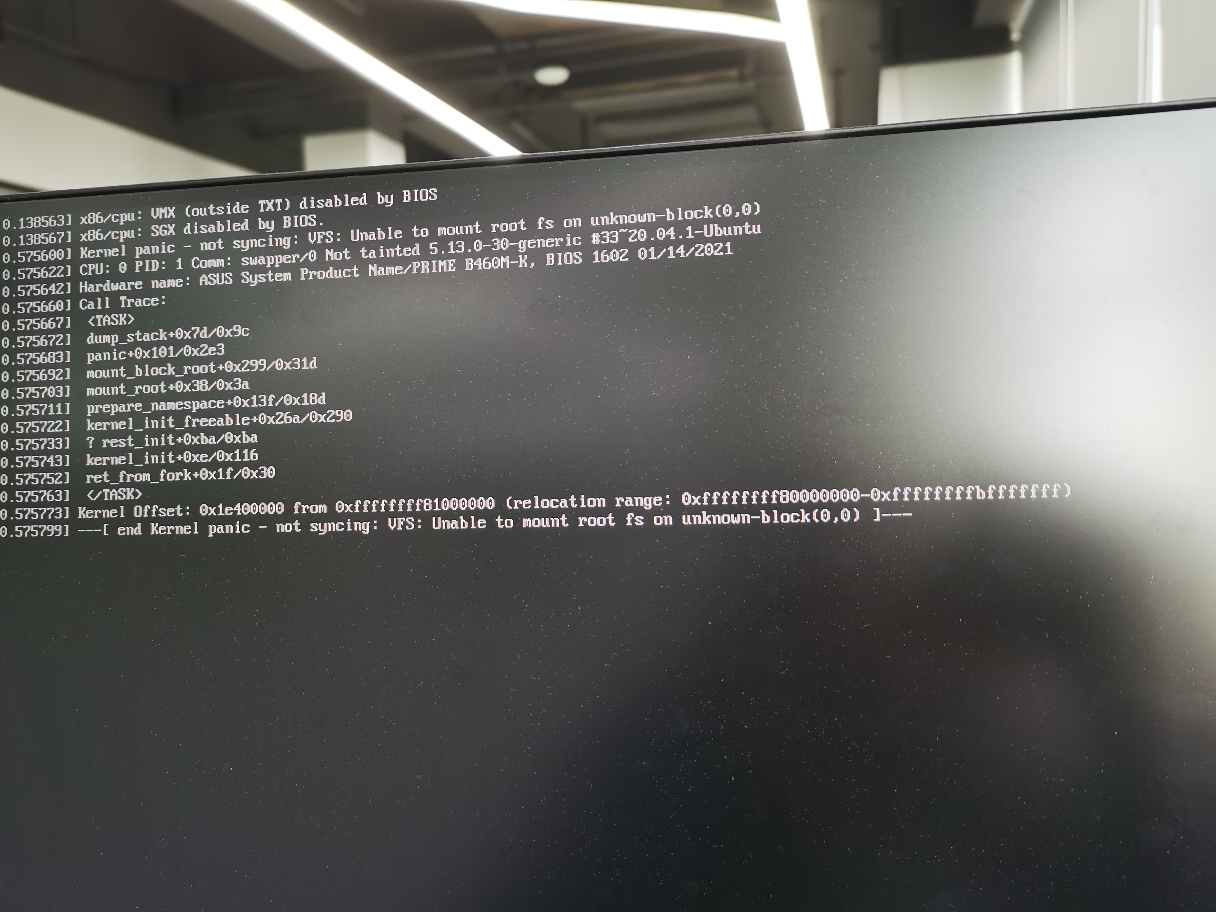 0.138563] x86/cpu: VMX (outside TXT) disabled by BIOS
0.138567] x86/cpu: SGX disabled by BIOS.
0.575600] Kernel panic - not syncing: VFS: Unable to mount root fs on unknown-block(0,0)
0.575622] CPU: 0 PID: 1 Comm: swapper/0 Not tainted 5.13.0-30-generic #33~20.04.1-Ubuntu
0.575642] Hardware name: ASUS System Product Name/PRIME B460M-K, BIOS 1602 01/14/2021
0.575660] Call Trace:
0.575667]  <TASK>
0.575672]  dump_stack+0x7d/0x9c
0.575683]  panic+0x101/0x2e3
0.575692]  mount_block_root+0x299/0x31d
0.575703]  mount_root+0x38/0x3a
0.575711]  prepare_namespace+0x13f/0x18d
0.575722]  kernel_init_freeable+0x26a/0x290
0.575733]  ? rest_init+0xba/0xba
0.575743]  kernel_init+0xe/0x116
0.575752]  ret_from_fork+0x1f/0x30
0.575763]  </TASK>
0.575773] Kernel Offset: 0x1e400000 from 0xffffffff81000000 (relocation range: 0xffffffff80000000-0xffffffffbfffffff)
0.575799] ---[ end Kernel panic - not syncing: VFS: Unable to mount root fs on unknown-block(0,0) ]---